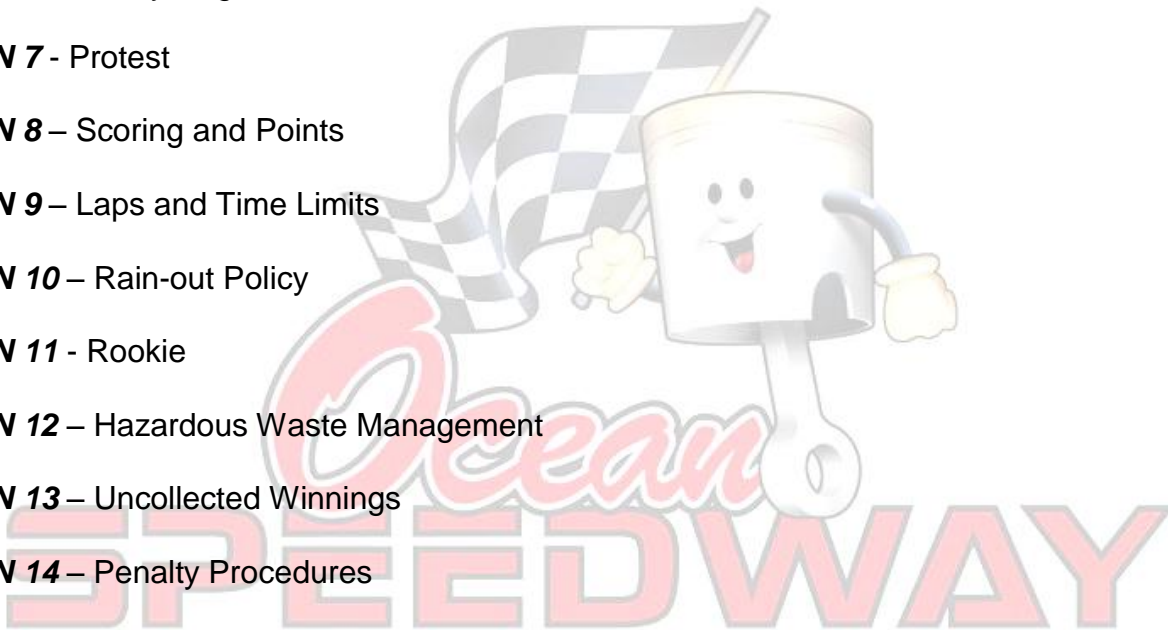 N 7 - Protest
N 8 – Scoring and Points
N 9 – Laps and Time Limits
N 10 – Rain-out Policy
N 11 - Rookie
N 12 – Hazardous Waste Management
N 13 – Uncollected Winnings
N 14 – Penalty Procedures
Ocean
SPEEDWAY